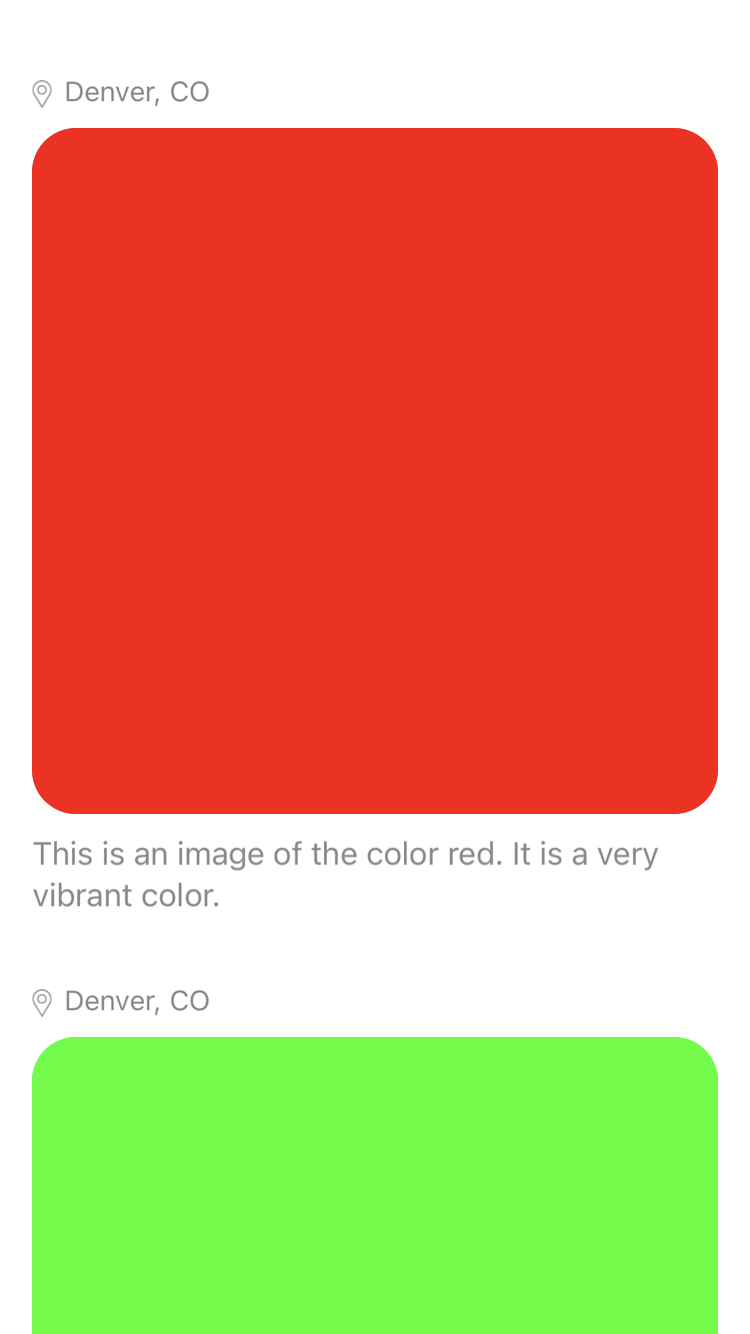 Denver, CO
This is an image of the color red. It is a very
vibrant color.
Denver, CO